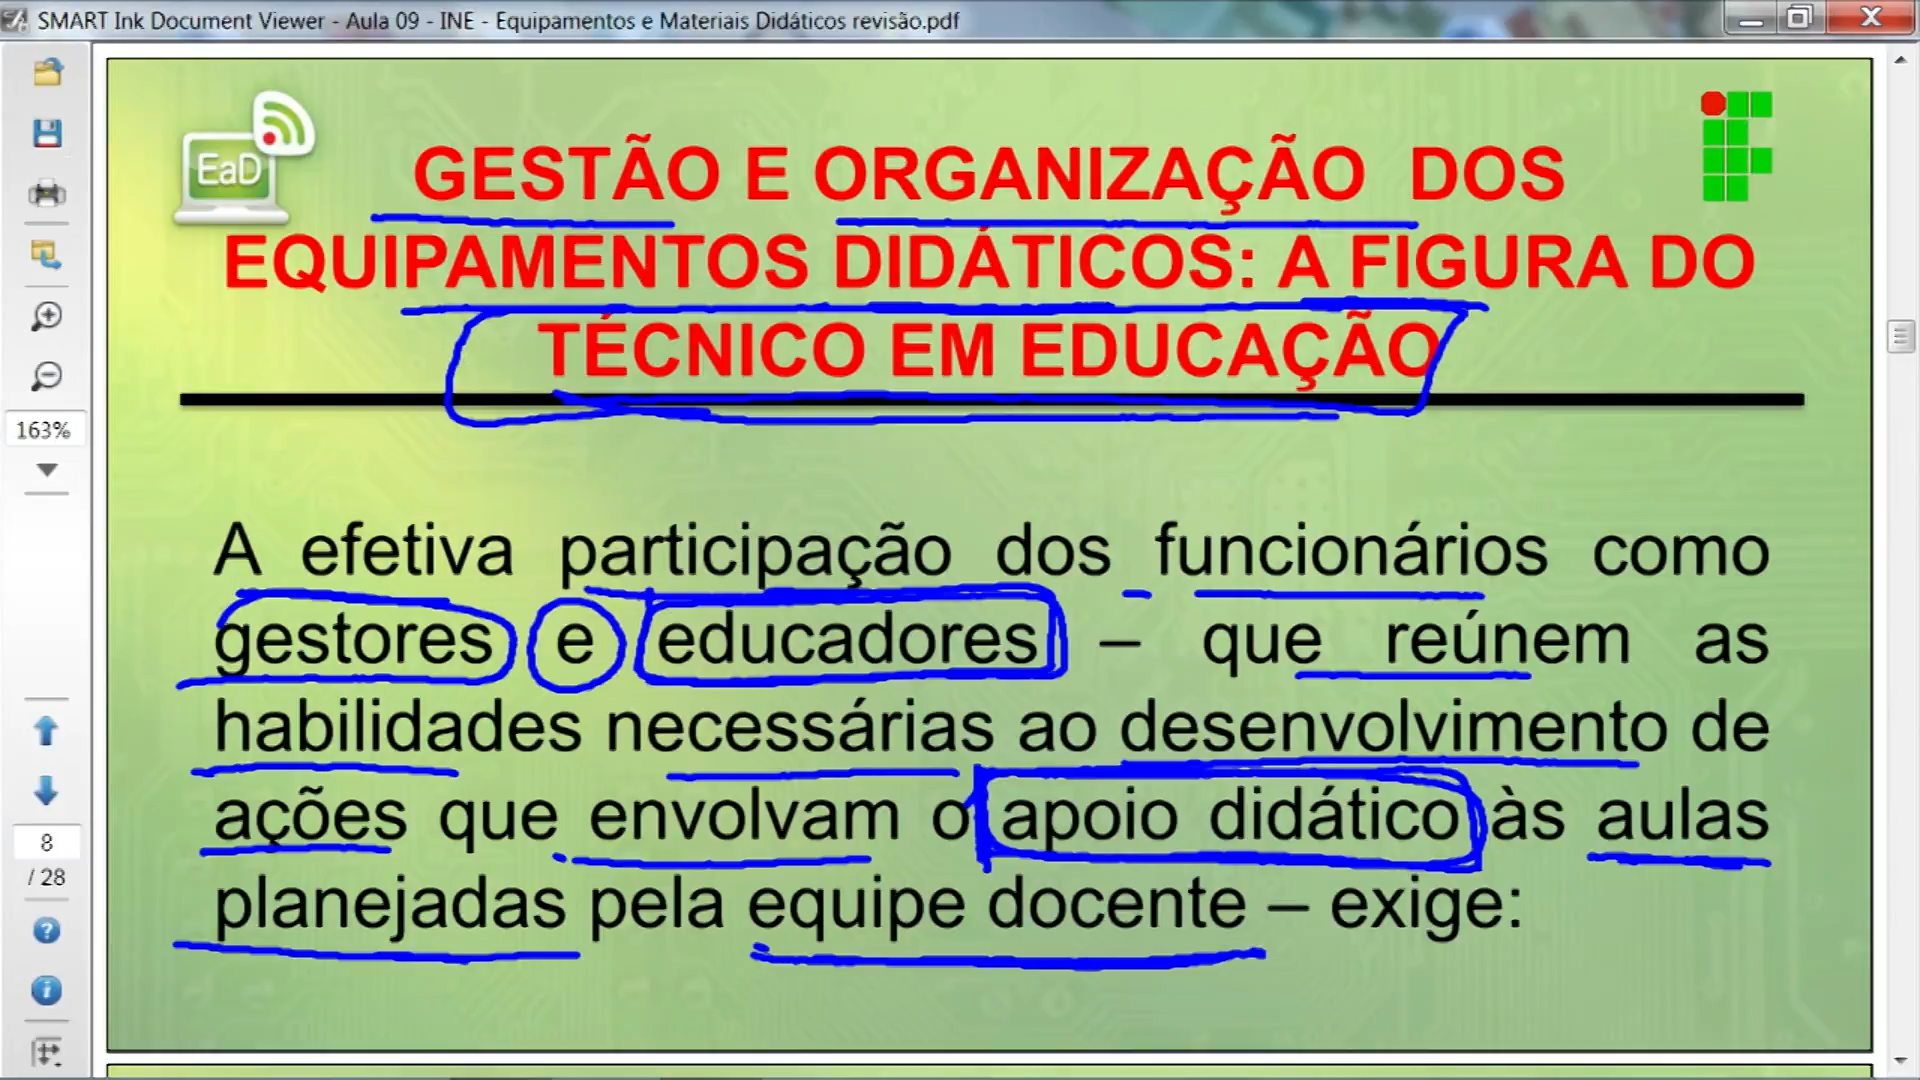 SMART Ink Document Viewer - Aula 09 - INE - Equipamentos e Materiais Didáticos revisão.pdf
EaD
GESTÃO E ORGANIZAÇÃO DOS
EQUIPAMENTOS DIDÁTICOS: A FIGURA DO
TÉCNICO EM EDUCAÇÃO
163%
A efetiva participação dos funcionários como
gestores e educadores – que reúnem as
habilidades necessárias ao desenvolvimento de
ações que envolvam o apoio didático às aulas
planejadas pela equipe docente – exige:
8
/ 28